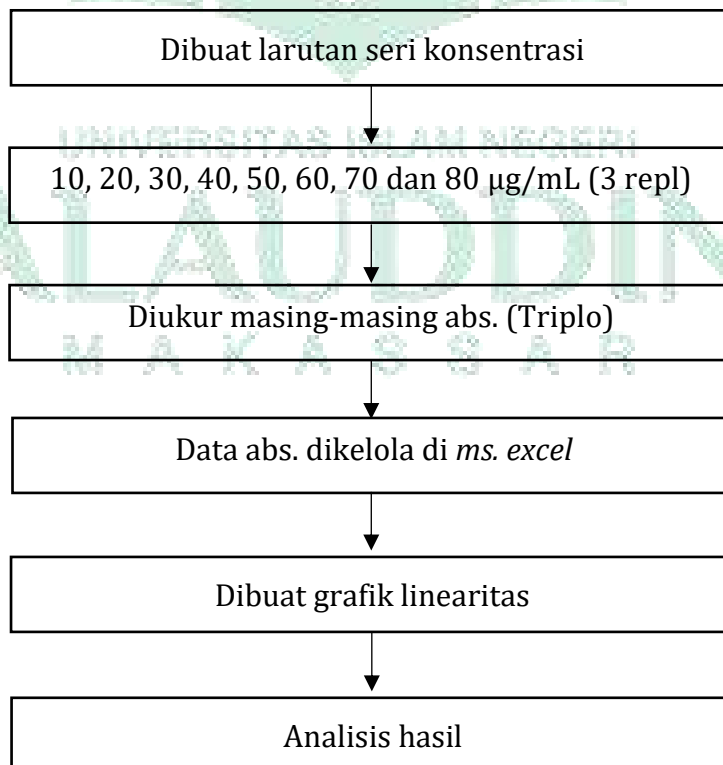 Dibuat larutan seri konsentrasi
UNIVERSITAS ISLAM NEGERI
10, 20, 30, 40, 50, 60, 70 dan 80 µg/mL (3 repl)
ALAUDDIN
Diukur masing-masing abs. (Triplo)
M A K A S S A R
Data abs. dikelola di ms. excel
Dibuat grafik linearitas
Analisis hasil